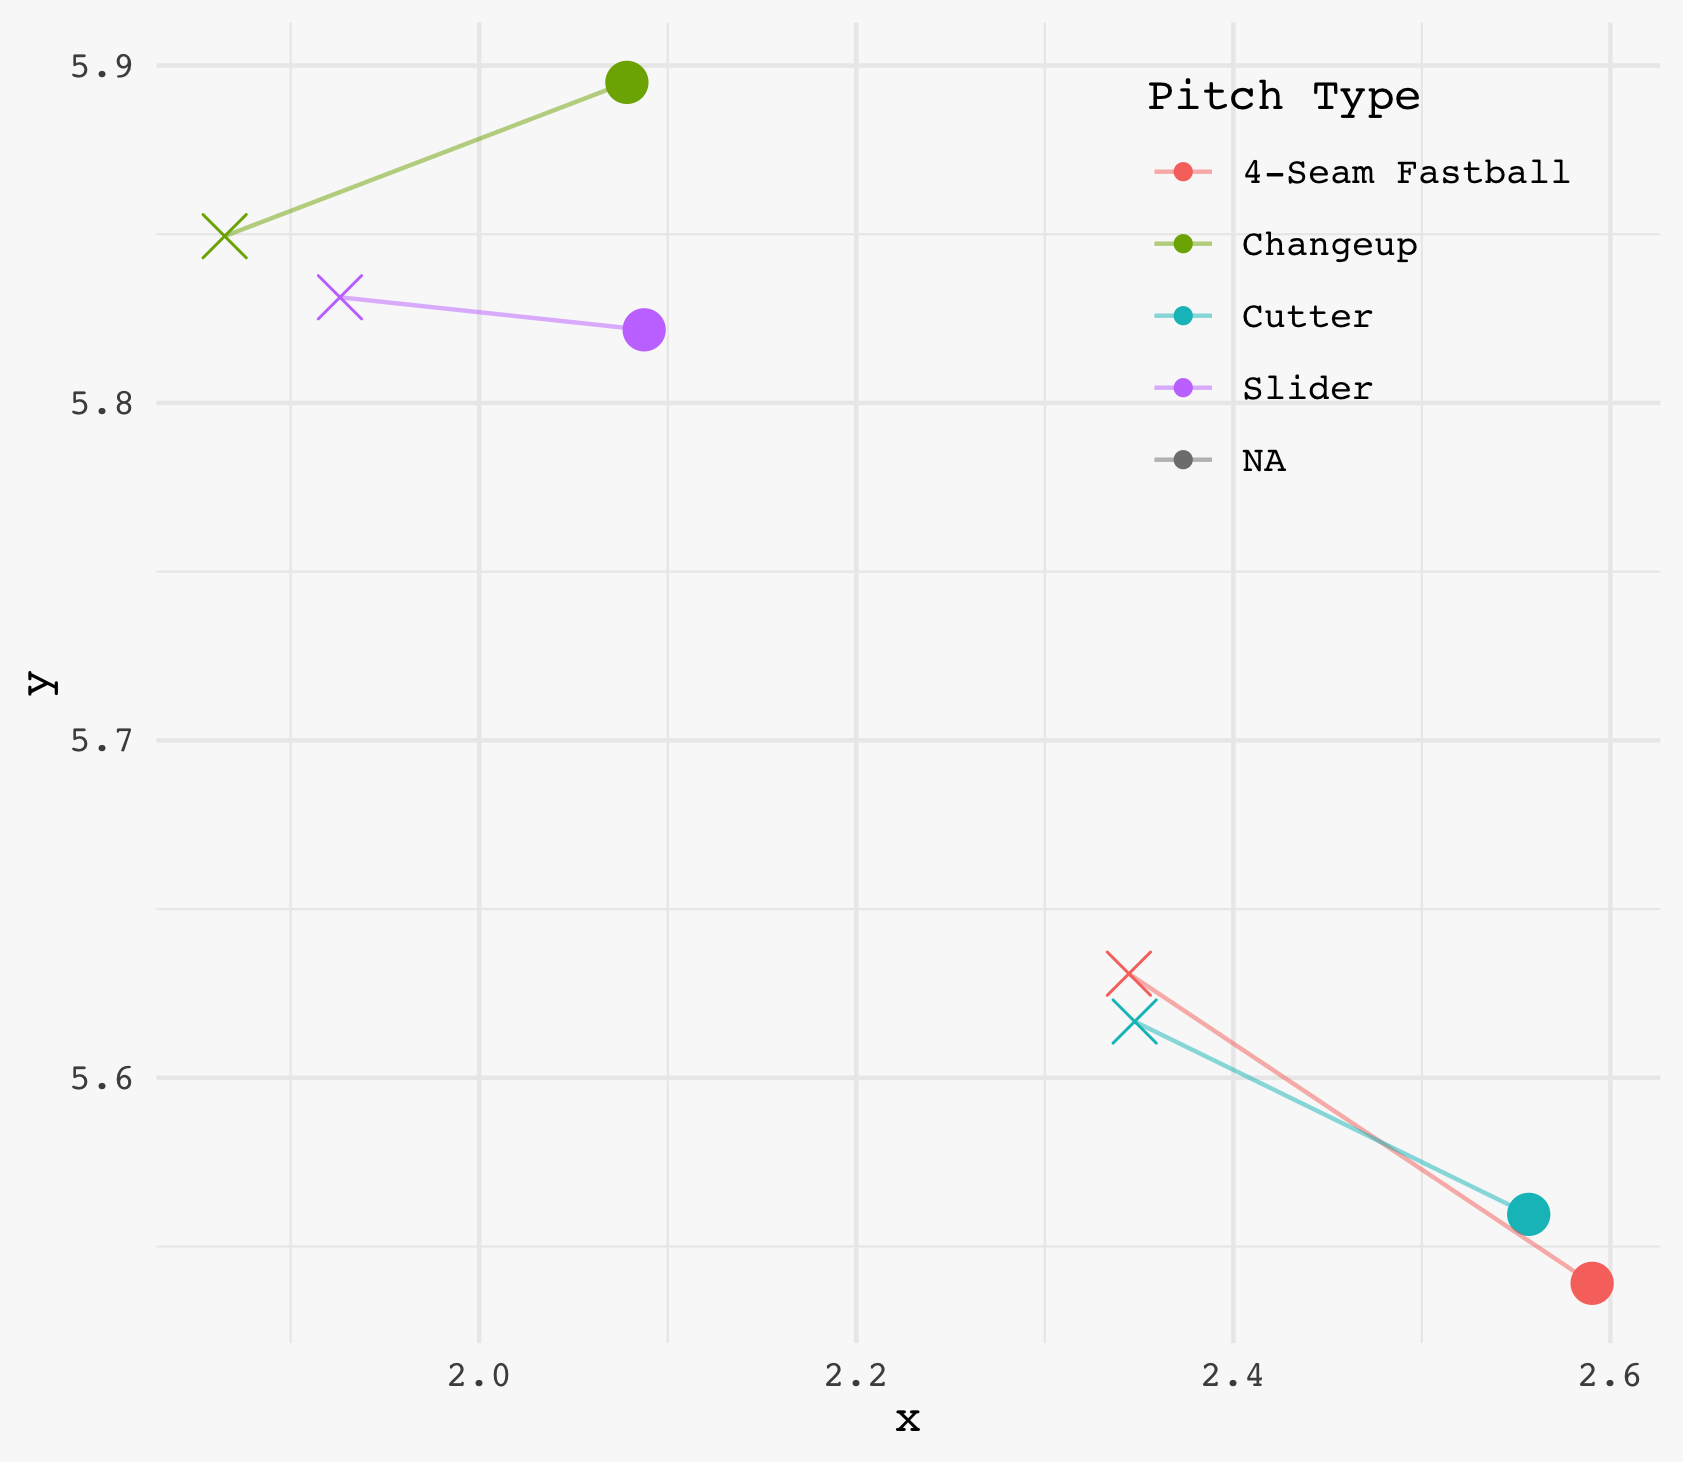 5.9
5.8
5.7
5.6
y
Pitch Type
4-Seam Fastball
Changeup
Cutter
Slider
NA
2.0 2.2 2.4 2.6
x